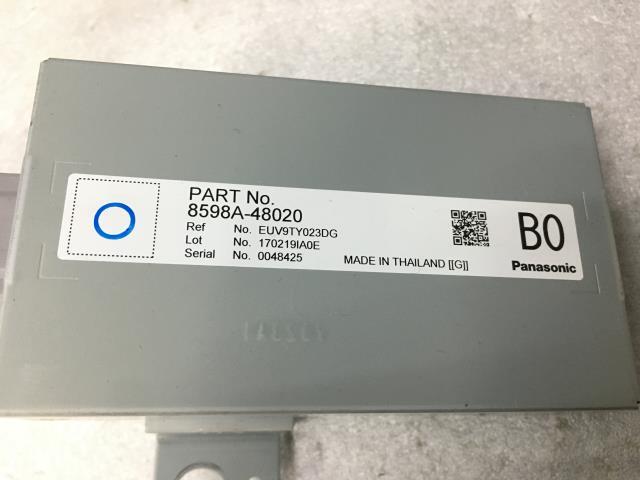 PART No.
8598A-48020
Ref No. EUV9TY023DG
Lot No. 170219IA0E
Serial No. 0048425
MADE IN THAILAND [[G]]
B0
Panasonic